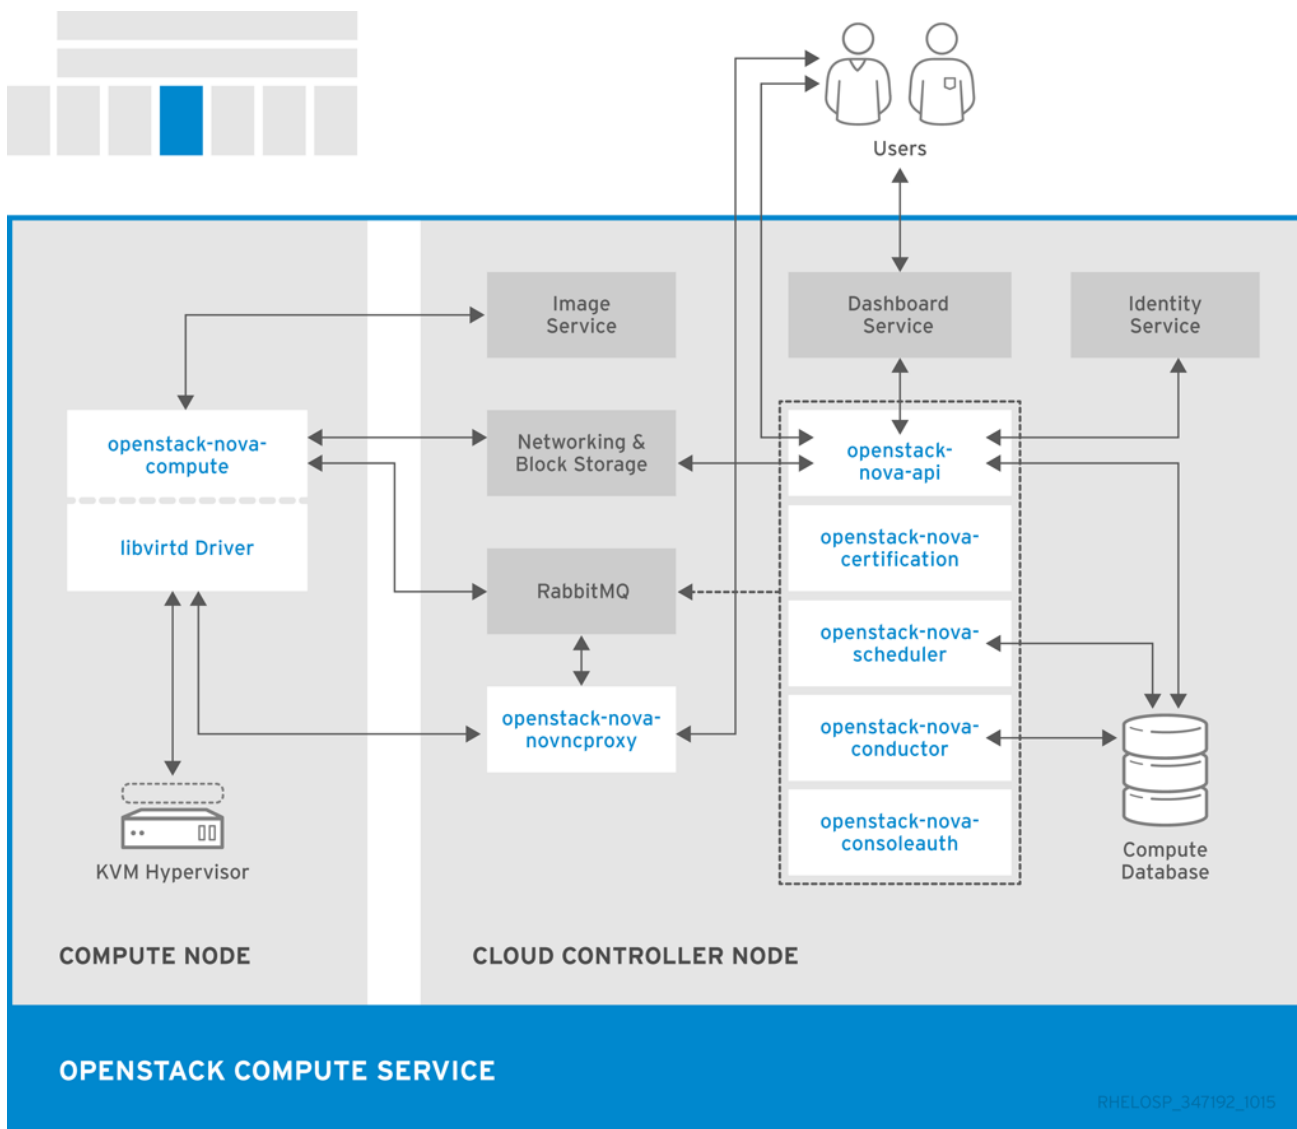 Users
Image
Service
Dashboard
Service
Identity
Service
openstack-nova-
compute
Networking &
Block Storage
openstack-
nova-api
libvirtd Driver
openstack-nova-
certification
RabbitMQ
openstack-nova-
scheduler
openstack-nova-
novncproxy
openstack-nova-
conductor
openstack-nova-
consoleauth
KVM Hypervisor
Compute
Database
COMPUTE NODE
CLOUD CONTROLLER NODE
OPENSTACK COMPUTE SERVICE
RHELOSP_347192_1015